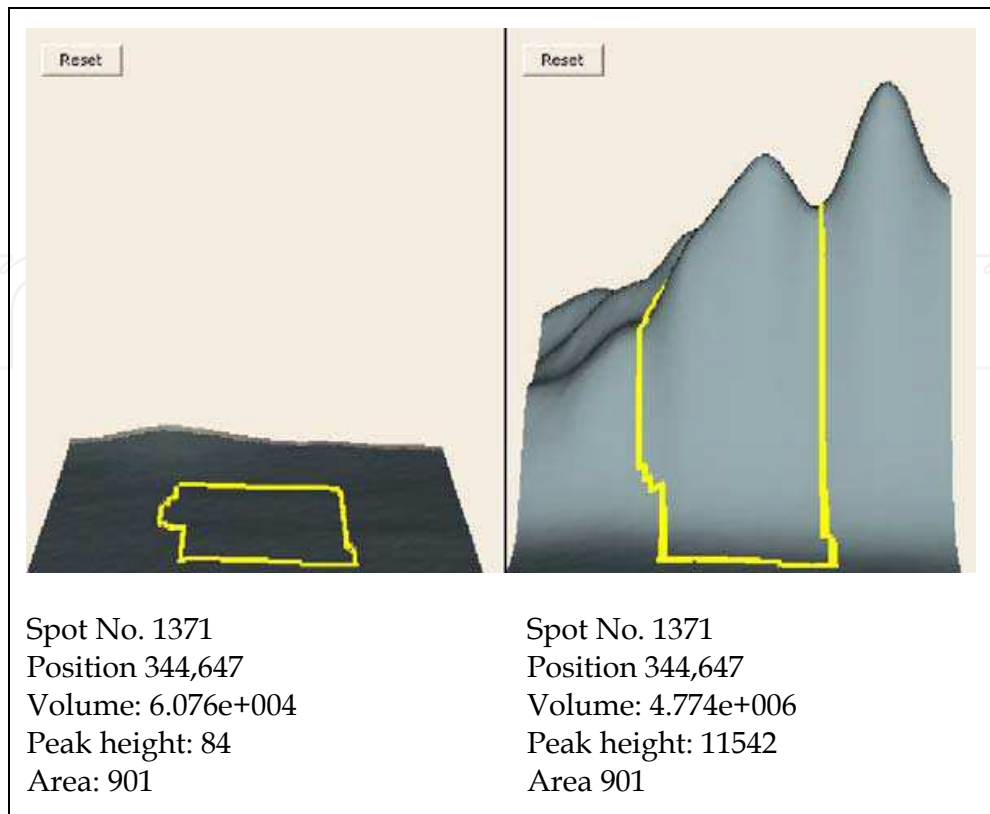 Reset
Reset
Spot No. 1371
Position 344,647
Volume: 6.076e+004
Peak height: 84
Area: 901
Spot No. 1371
Position 344,647
Volume: 4.774e+006
Peak height: 11542
Area 901